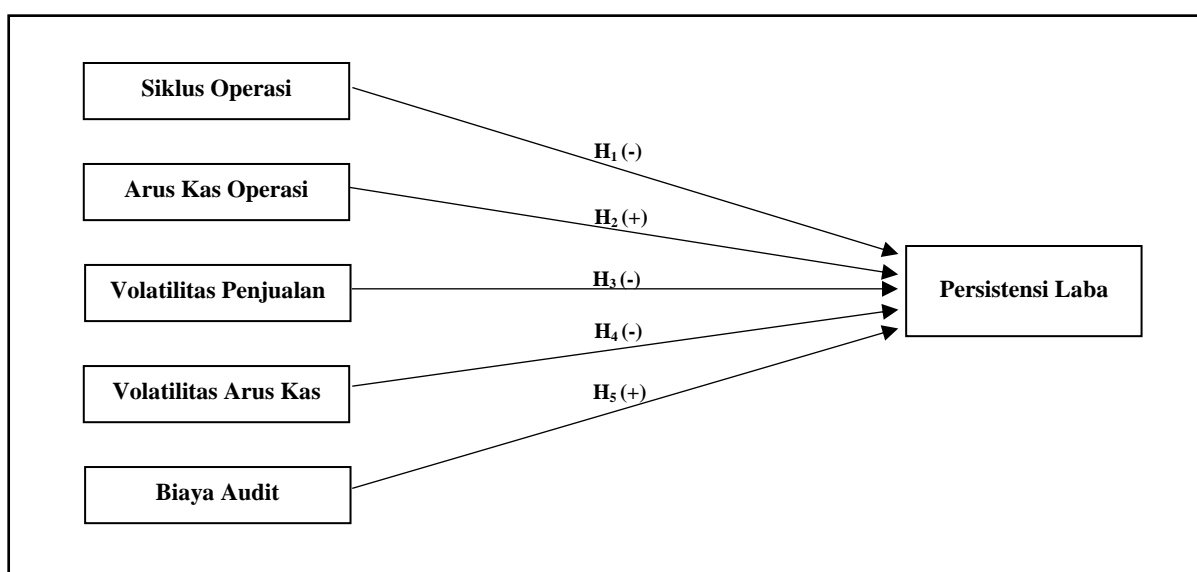 Siklus Operasi
H₁ (-)
Arus Kas Operasi
H₂ (+)
Volatilitas Penjualan
H₃ (-)
Persistensi Laba
H₄ (-)
Volatilitas Arus Kas
H₅ (+)
Biaya Audit